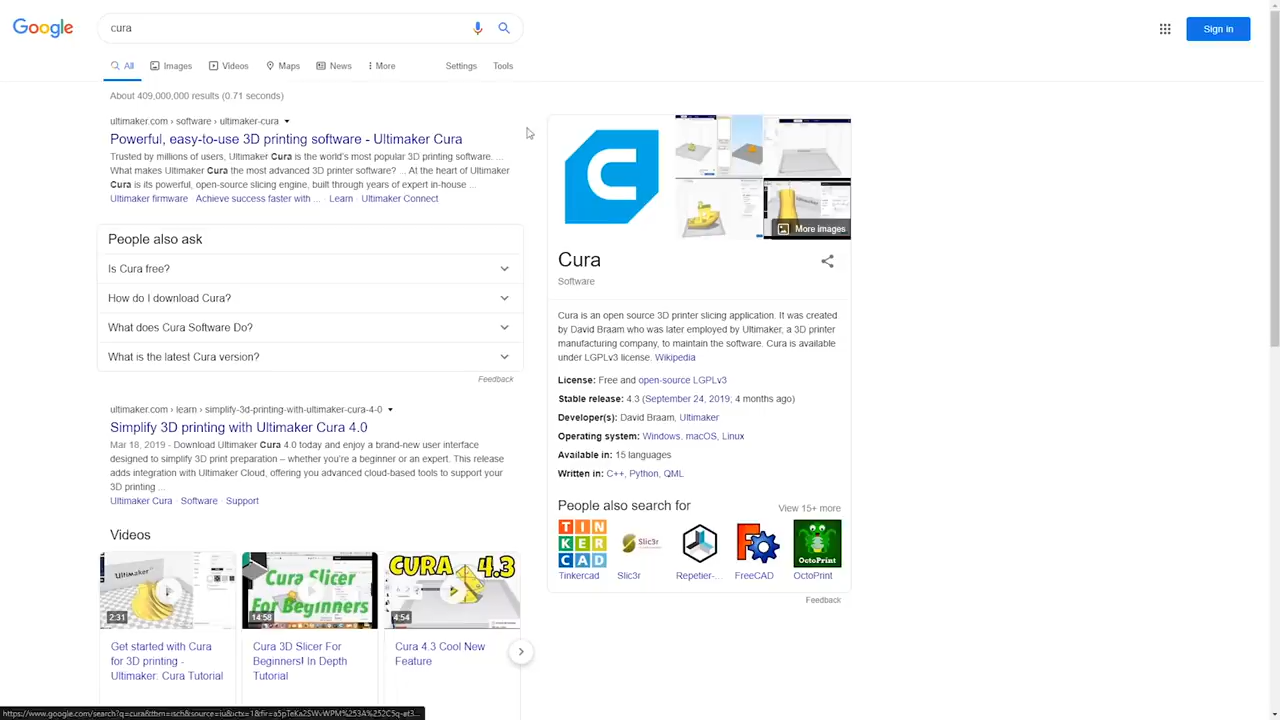 Google
cura
Sign in
All
Images
Videos
Maps
News
More
Settings
Tools
About 409,000,000 results (0.71 seconds)
ultimaker.com › software › ultimaker-cura
Powerful, easy-to-use 3D printing software - Ultimaker Cura
Trusted by millions of users, Ultimaker Cura is the world's most popular 3D printing software. ...
What makes Ultimaker Cura the most advanced 3D printer software? ... At the heart of Ultimaker
Cura is its powerful, open-source slicing engine, built through years of expert in-house ...
Ultimaker firmware · Achieve success faster with ... · Learn · Ultimaker Connect
People also ask
Is Cura free?
How do I download Cura?
What does Cura Software Do?
What is the latest Cura version?
Feedback
ultimaker.com › learn › simplify-3d-printing-with-ultimaker-cura-4-0
Simplify 3D printing with Ultimaker Cura 4.0
Mar 18, 2019 - Download Ultimaker Cura 4.0 today and enjoy a brand-new user interface
designed to simplify 3D print preparation – whether you're a beginner or an expert. This release
adds integration with Ultimaker Cloud, offering you advanced cloud-based tools to support your
3D printing ...
Ultimaker Cura · Software · Support
Videos
Ultimaker
2:31
Cura Slicer
For Beginners
14:58
CURA 4.3
4:54
Get started with Cura
for 3D printing -
Ultimaker: Cura Tutorial
Cura 3D Slicer For
Beginners! In Depth
Tutorial
Cura 4.3 Cool New
Feature
More images
Cura
Software
Cura is an open source 3D printer slicing application. It was created
by David Braam who was later employed by Ultimaker, a 3D printer
manufacturing company, to maintain the software. Cura is available
under LGPLv3 license. Wikipedia
License: Free and open-source LGPLv3
Stable release: 4.3 (September 24, 2019; 4 months ago)
Developer(s): David Braam, Ultimaker
Operating system: Windows, macOS, Linux
Available in: 15 languages
Written in: C++, Python, QML
People also search for
View 15+ more
TINKERCAD
Slic3r
OctoPrint
Tinkercad
Slic3r
Repetier-...
FreeCAD
OctoPrint
Feedback